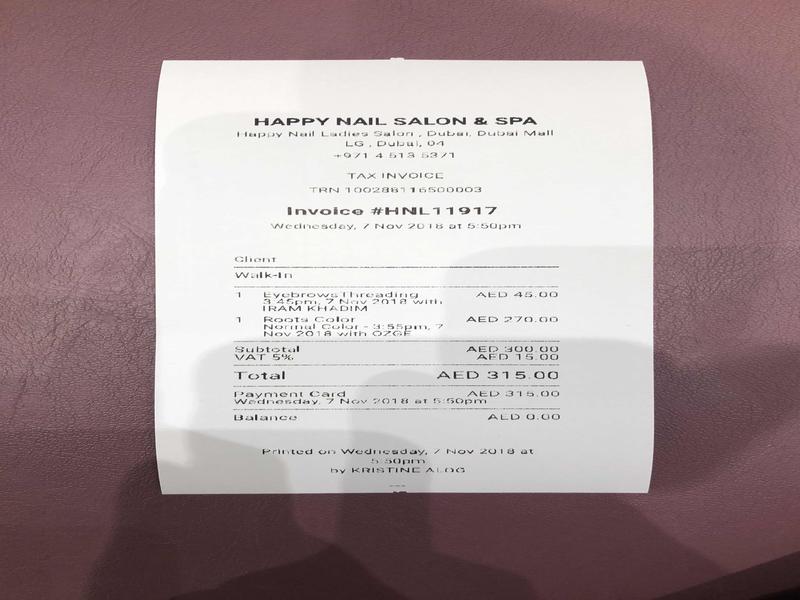 HAPPY NAIL SALON & SPA
Happy Nail Ladies Salon , Dubai, Dubai Mall
LG , Dubai, 04
+971 4 513 5371
TAX INVOICE
TRN 100288116500003
Invoice #HNL11917
Wednesday, 7 Nov 2018 at 5:50pm
Client
Walk-In
1 Eyebrows Threading AED 45.00
3:45pm, 7 Nov 2018 with
IRAM KHADIM
1 Roots Color AED 270.00
Normal Color - 3:55pm, 7
Nov 2018 with OZGE
Subtotal AED 300.00
VAT 5% AED 15.00
Total AED 315.00
Payment Card AED 315.00
Wednesday, 7 Nov 2018 at 5:50pm
Balance AED 0.00
Printed on Wednesday, 7 Nov 2018 at
5:50pm
by KRISTINE ALOG